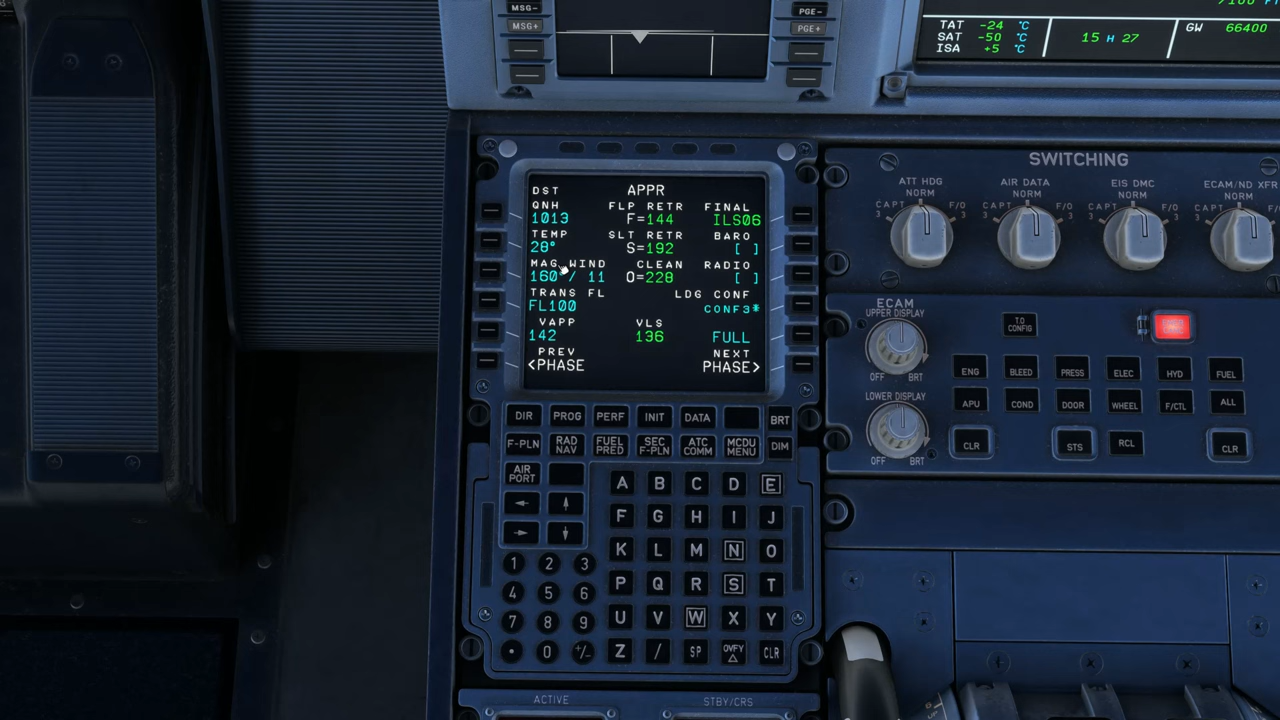 MSG-
MSG+
PGE-
PGE+
TAT -24 °C
SAT -50 °C
ISA +5 °C
15 H 27
GW 66400
DST APPR
QNH FLP RETR FINAL
1013 F=144 ILS06
TEMP SLT RETR BARO
28° S=192 [ ]
MAG WIND CLEAN RADIO
160°/ 11 O=228 [ ]
TRANS FL LDG CONF
FL100 CONF3*
VAPP VLS
142 136 FULL
PREV NEXT
<PHASE PHASE>
DIR PROG PERF INIT DATA BRT
F-PLN RAD NAV FUEL PRED SEC F-PLN ATC COMM MCDU MENU DIM
AIR PORT
A B C D E
F G H I J
K L M N O
P Q R S T
U V W X Y
Z / SP OVFY CLR
1 2 3
4 5 6
7 8 9
. 0 +/-
ACTIVE STBY/CRS
SWITCHING
ATT HDG AIR DATA EIS DMC ECAM/ND XFR
NORM NORM NORM NORM
CAPT 3 F/O 3 CAPT 3 F/O 3 CAPT 3 F/O 3 CAPT F/O
ECAM
UPPER DISPLAY
OFF BRT
LOWER DISPLAY
OFF BRT
T.O CONFIG
ENG BLEED PRESS ELEC HYD FUEL
APU COND DOOR WHEEL F/CTL ALL
CLR STS RCL CLR